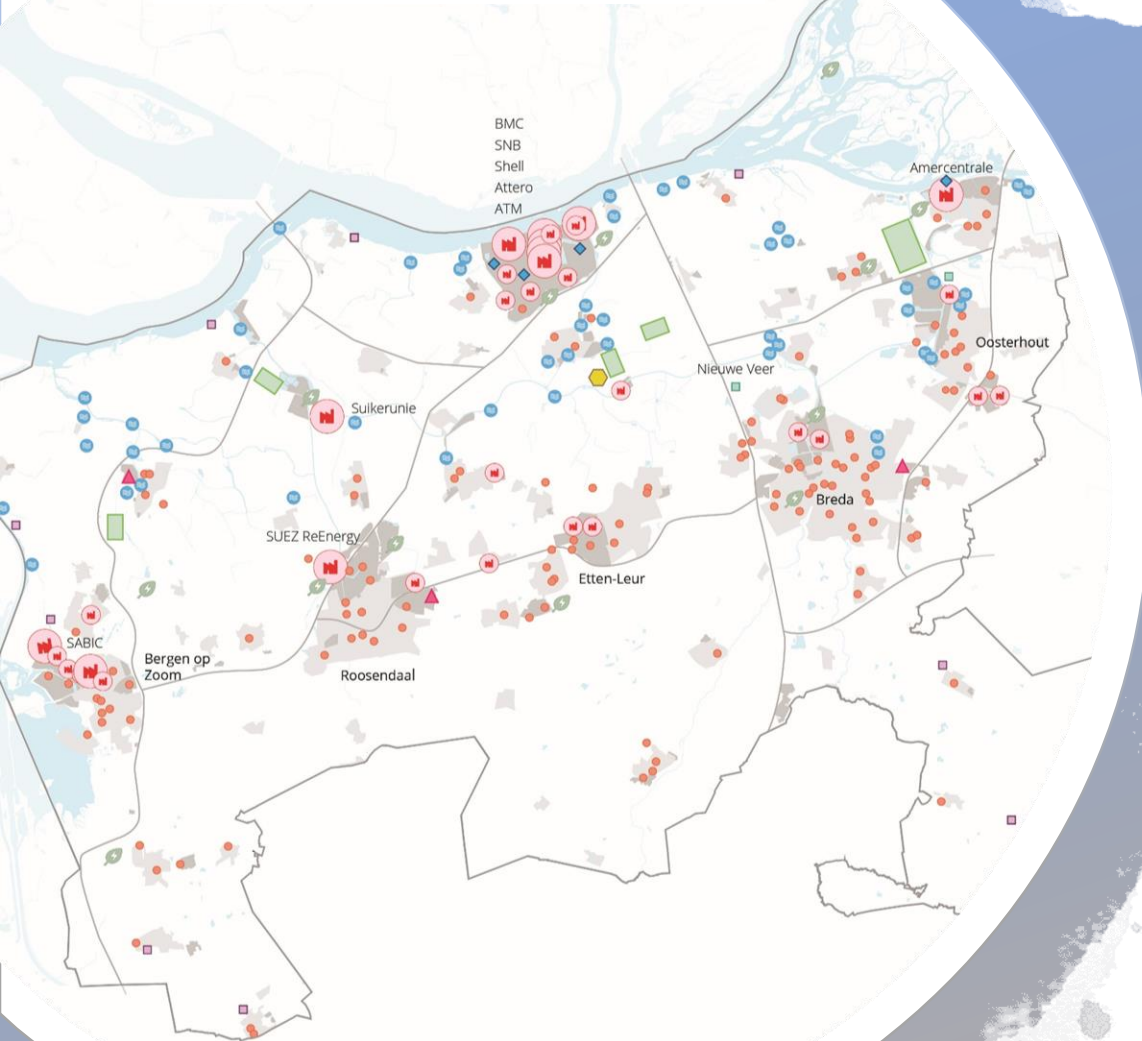 BMC
SNB
Shell
Attero
ATM
Amercentrale
Oosterhout
Nieuwe Veer
Suikerunie
Breda
SUEZ ReEnergy
Etten-Leur
SABIC
Bergen op
Zoom
Roosendaal